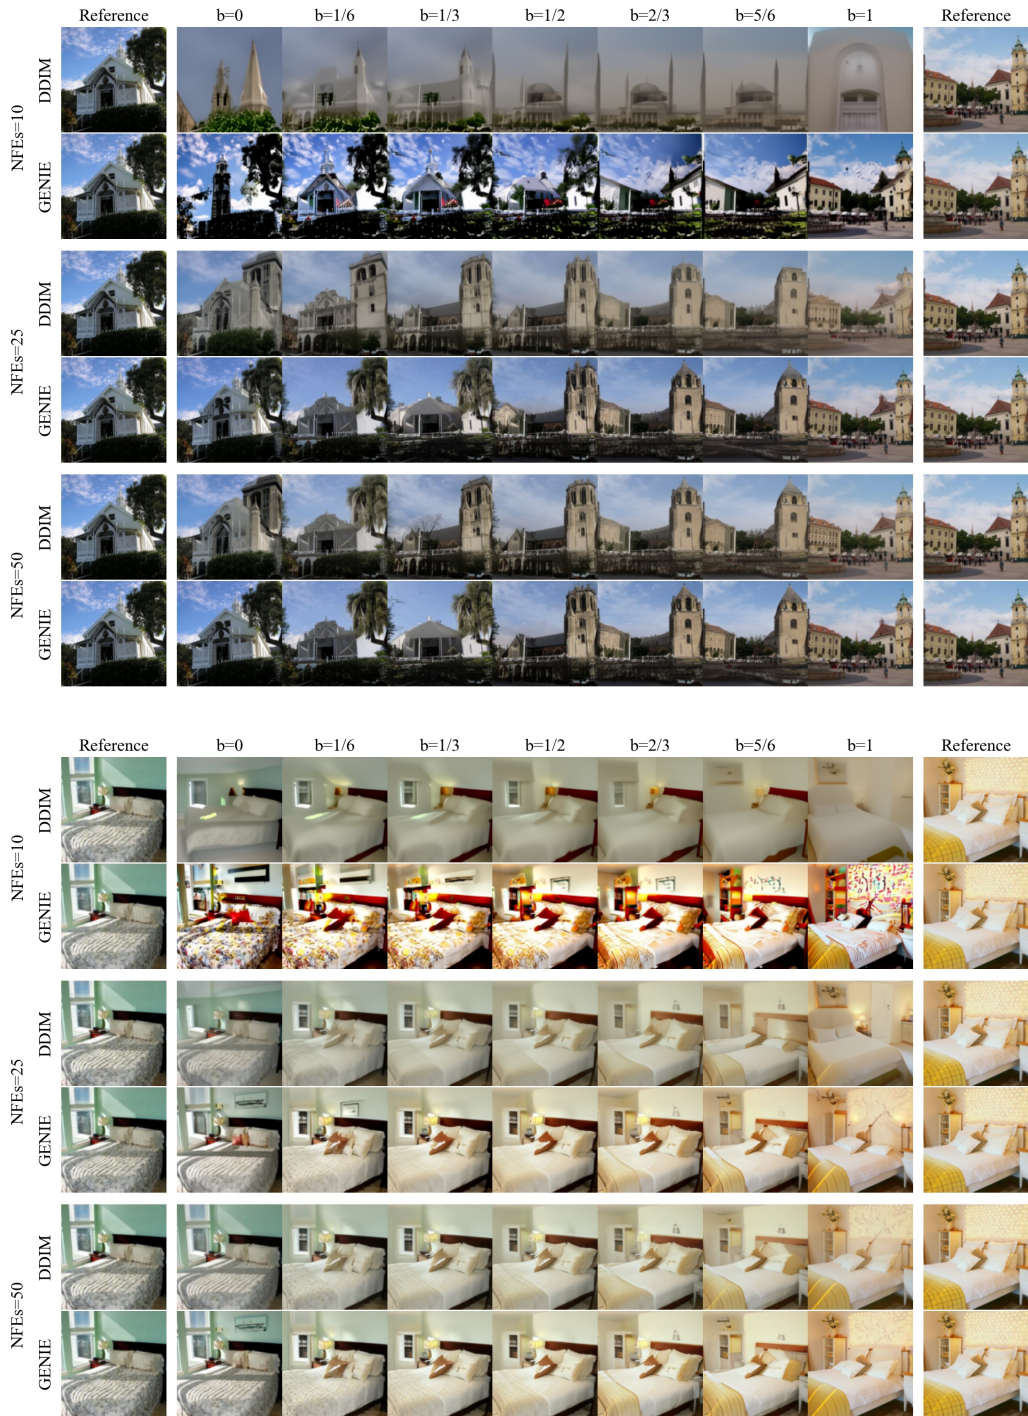 Reference b=0 b=1/6 b=1/3 b=1/2 b=2/3 b=5/6 b=1 Reference
NFEs=10
DDIM
GENIE
NFEs=25
DDIM
GENIE
NFEs=50
DDIM
GENIE
Reference b=0 b=1/6 b=1/3 b=1/2 b=2/3 b=5/6 b=1 Reference
NFEs=10
DDIM
GENIE
NFEs=25
DDIM
GENIE
NFEs=50
DDIM
GENIE